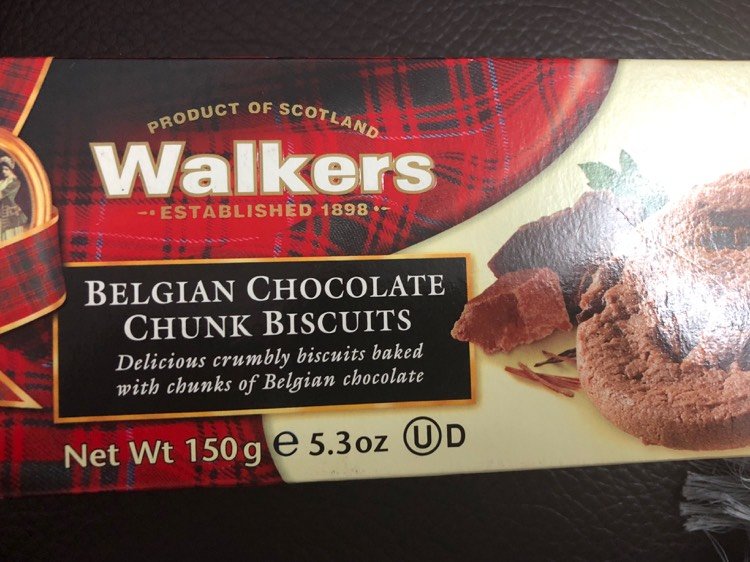 PRODUCT OF SCOTLAND
Walkers
ESTABLISHED 1898
BELGIAN CHOCOLATE
CHUNK BISCUITS
Delicious crumbly biscuits baked
with chunks of Belgian chocolate
Net Wt 150g ℮ 5.3oz ⓊD